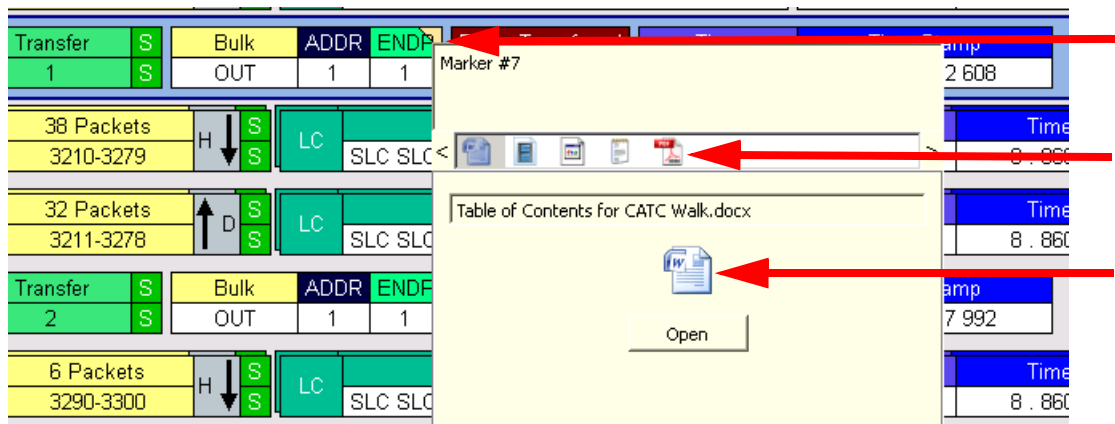 Transfer S Bulk ADDR ENDP
1 S OUT 1 1 2 608
Marker #7
38 Packets H S LC Time
3210-3279 S SLC SLC < > 8 . 860
32 Packets D S LC Time
3211-3278 S SLC SLC 8 . 860
Table of Contents for CATC Walk.docx
W
Transfer S Bulk ADDR ENDP amp
2 S OUT 1 1 7 992
Open
6 Packets H S LC Time
3290-3300 S SLC SLC 8 . 860